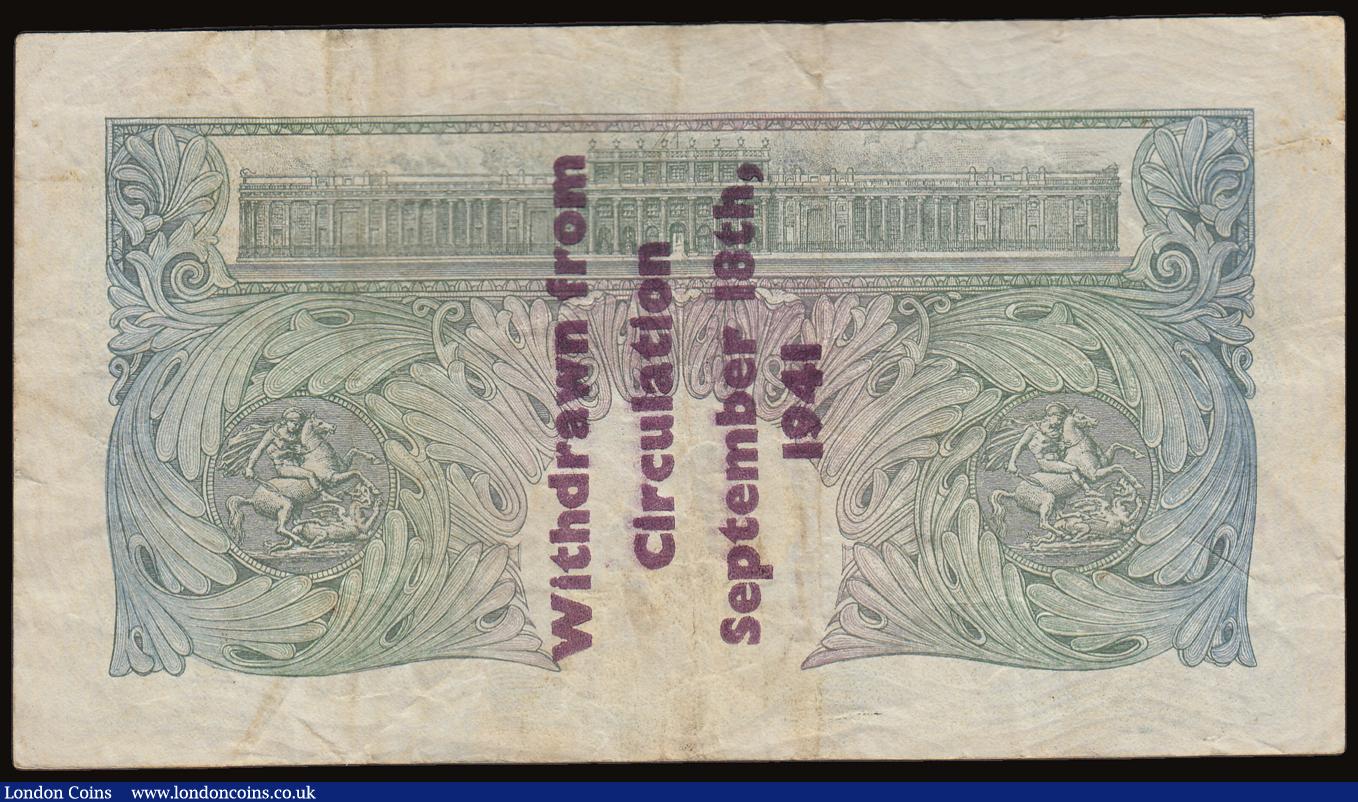 Withdrawn from
Circulation
September 18th,
1941
London Coins www.londoncoins.co.uk